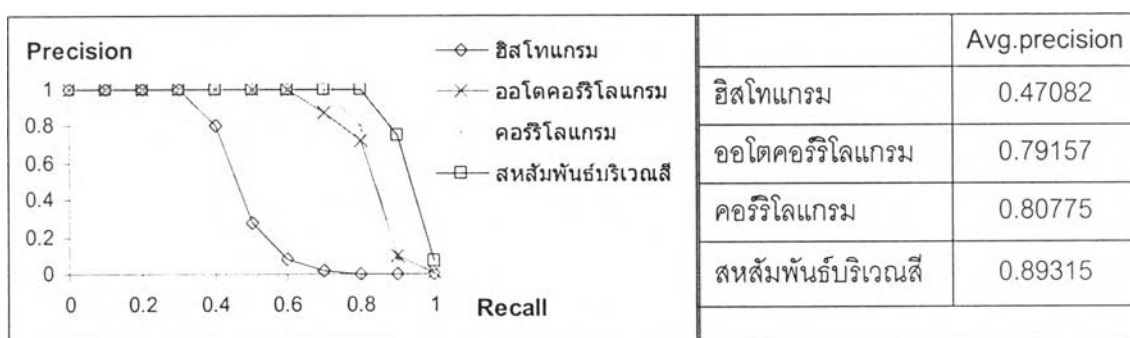 Precision
1
0.8
0.6
0.4
0.2
0
0 0.2 0.4 0.6 0.8 1
Recall
ฮิสโทแกรม
ออโตคอร์ริโลแกรม
คอร์ริโลแกรม
สหสัมพันธ์บริเวณสี
Avg.precision
ฮิสโทแกรม 0.47082
ออโตคอร์ริโลแกรม 0.79157
คอร์ริโลแกรม 0.80775
สหสัมพันธ์บริเวณสี 0.89315